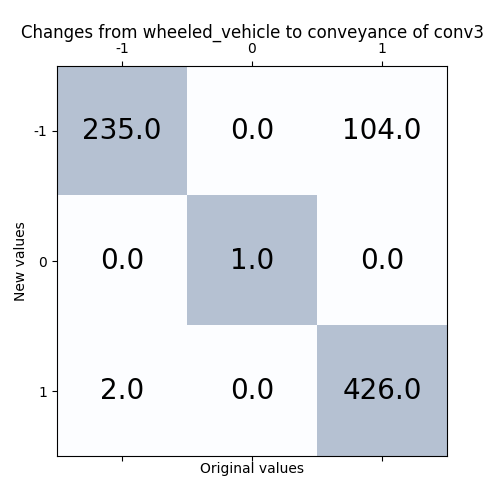 Changes from wheeled_vehicle to conveyance of conv3
-1 0 1
-1 235.0 0.0 104.0
0 0.0 1.0 0.0
1 2.0 0.0 426.0
New values
Original values